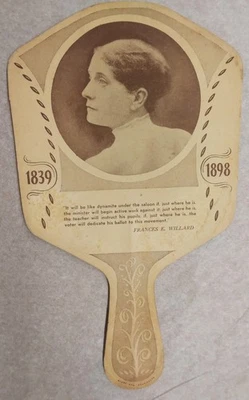 1839
1898
"It will be like dynamite under the saloon if, just where he is,
the minister will begin active work against it; just where he is,
the teacher will instruct his pupils; if, just where he is, the
voter will dedicate his ballot to this movement."
FRANCES E. WILLARD